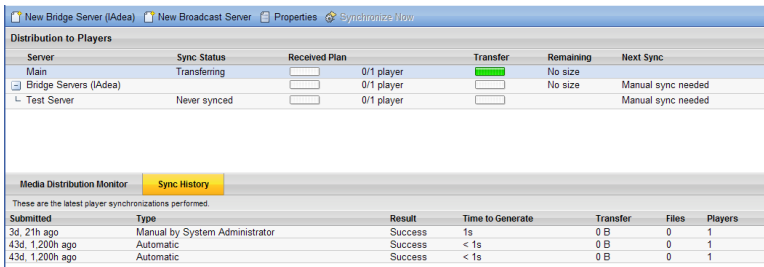 New Bridge Server (IAdea) New Broadcast Server Properties Synchronize Now
Distribution to Players
Server Sync Status Received Plan Transfer Remaining Next Sync
Main Transferring 0/1 player No size
Bridge Servers (IAdea) 0/1 player No size Manual sync needed
Test Server Never synced 0/1 player Manual sync needed
Media Distribution Monitor Sync History
These are the latest player synchronizations performed.
Submitted Type Result Time to Generate Transfer Files Players
3d, 21h ago Manual by System Administrator Success 1s 0 B 0 1
43d, 1,200h ago Automatic Success < 1s 0 B 0 1
43d, 1,200h ago Automatic Success < 1s 0 B 0 1